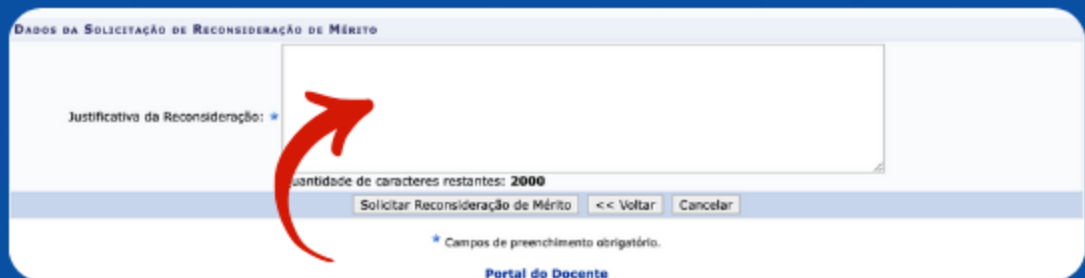 Dados da Solicitação de Reconsideração de Mérito
Justificativa da Reconsideração: *
uantidade de caracteres restantes: 2000
Solicitar Reconsideração de Mérito << Voltar Cancelar
* Campos de preenchimento obrigatório.
Portal do Docente